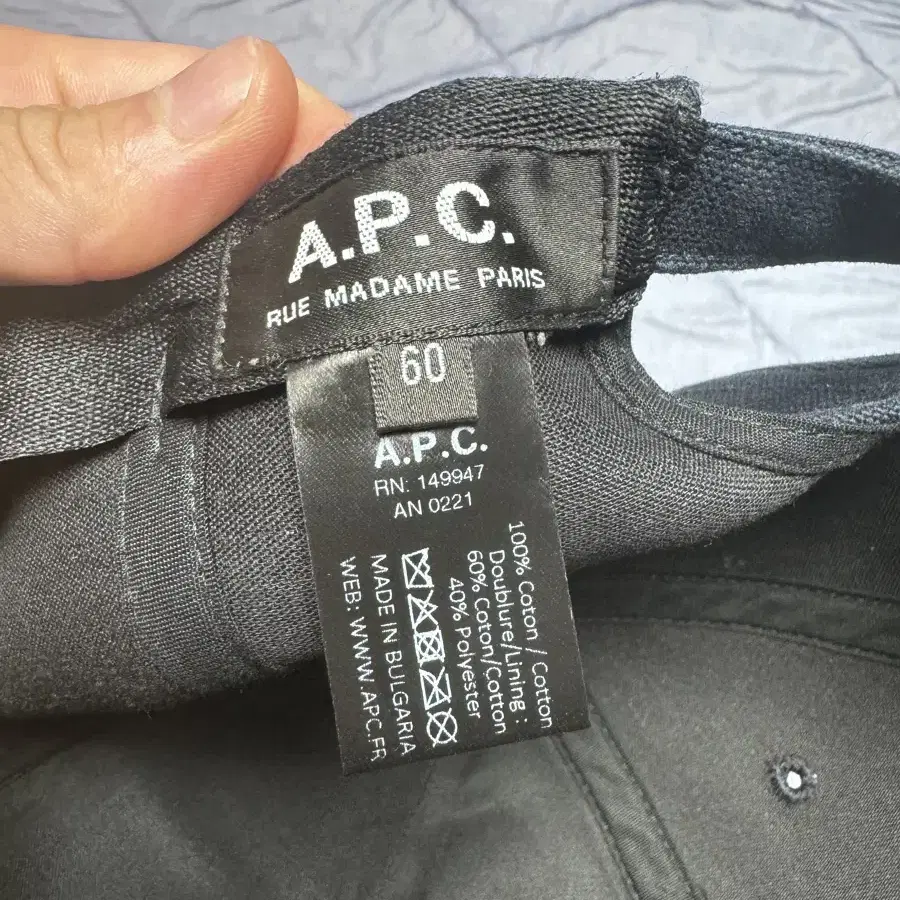 A.P.C.
RUE MADAME PARIS
60
A.P.C.
RN: 149947
AN 0221
100% Coton / Cotton
Doublure/Lining :
60% Coton/Cotton
40% Polyester
MADE IN BULGARIA
WEB: WWW.APC.FR